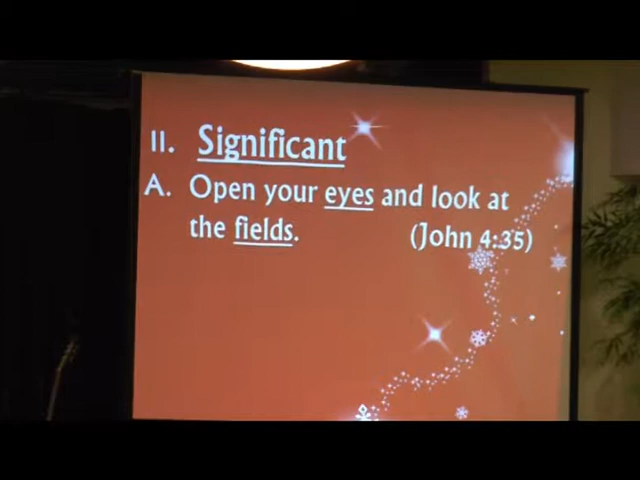 II. Significant
A. Open your eyes and look at
the fields. (John 4:35)